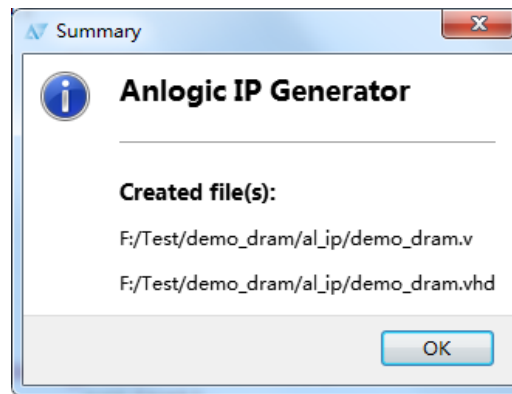 Summary
Anlogic IP Generator
Created file(s):
F:/Test/demo_dram/al_ip/demo_dram.v
F:/Test/demo_dram/al_ip/demo_dram.vhd
OK